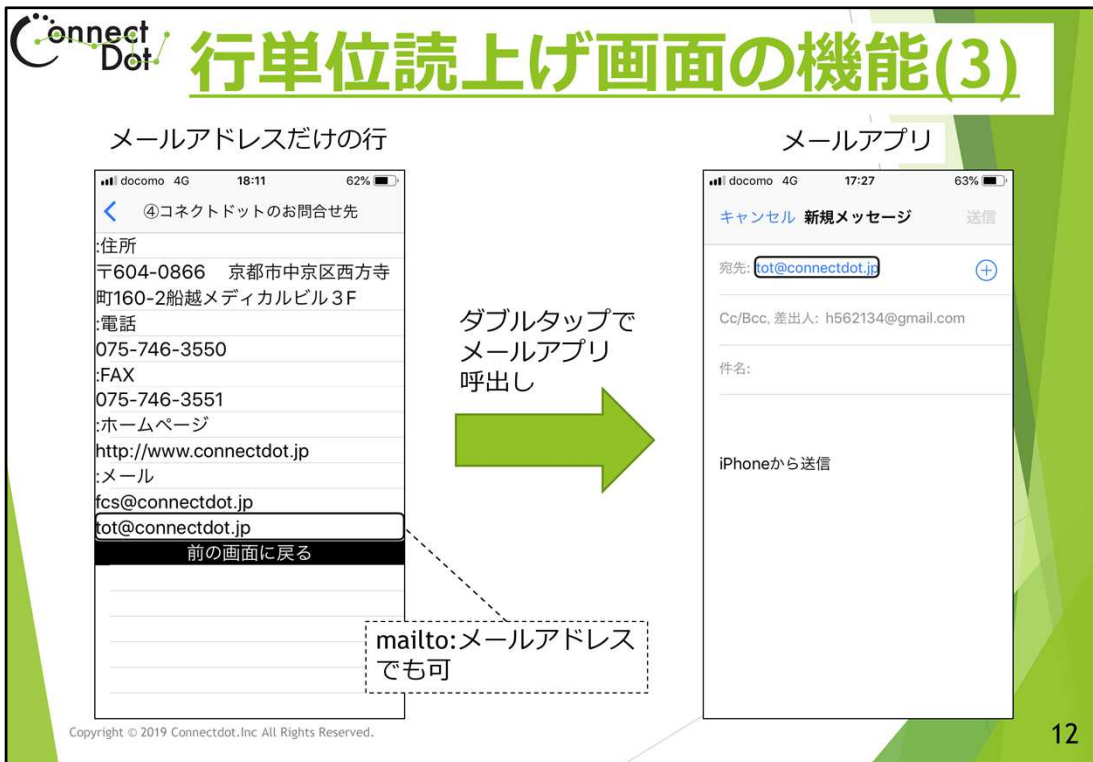 Connect
Dot
行単位読上げ画面の機能(3)
メールアドレスだけの行
docomo 4G 18:11 62%
④コネクトドットのお問合せ先
:住所
〒604-0866 京都市中京区西方寺
町160-2船越メディカルビル3F
:電話
075-746-3550
:FAX
075-746-3551
:ホームページ
http://www.connectdot.jp
:メール
fcs@connectdot.jp
tot@connectdot.jp
前の画面に戻る
ダブルタップで
メールアプリ
呼出し
mailto:メールアドレス
でも可
メールアプリ
docomo 4G 17:27 63%
キャンセル 新規メッセージ 送信
宛先: tot@connectdot.jp
Cc/Bcc, 差出人: h562134@gmail.com
件名:
iPhoneから送信
Copyright © 2019 Connectdot.Inc All Rights Reserved.
12